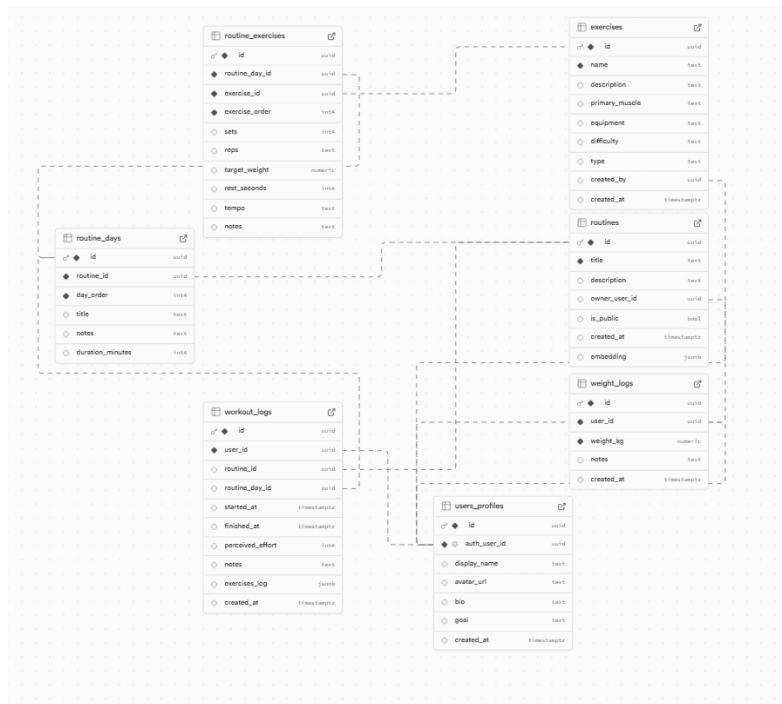 routine_exercises
id uuid
routine_day_id uuid
exercise_id uuid
exercise_order int4
sets int4
reps text
target_weight numeric
rest_seconds int4
tempo text
notes text
exercises
id uuid
name text
description text
primary_muscle text
equipment text
difficulty text
type text
created_by uuid
created_at timestamptz
routine_days
id uuid
routine_id uuid
day_order int4
title text
notes text
duration_minutes int4
routines
id uuid
title text
description text
owner_user_id uuid
is_public bool
created_at timestamptz
embedding jsonb
weight_logs
id uuid
user_id uuid
weight_kg numeric
notes text
created_at timestamptz
workout_logs
id uuid
user_id uuid
routine_id uuid
routine_day_id uuid
started_at timestamptz
finished_at timestamptz
perceived_effort int4
notes text
exercises_log jsonb
created_at timestamptz
users_profiles
id uuid
auth_user_id uuid
display_name text
avatar_url text
bio text
goal text
created_at timestamptz